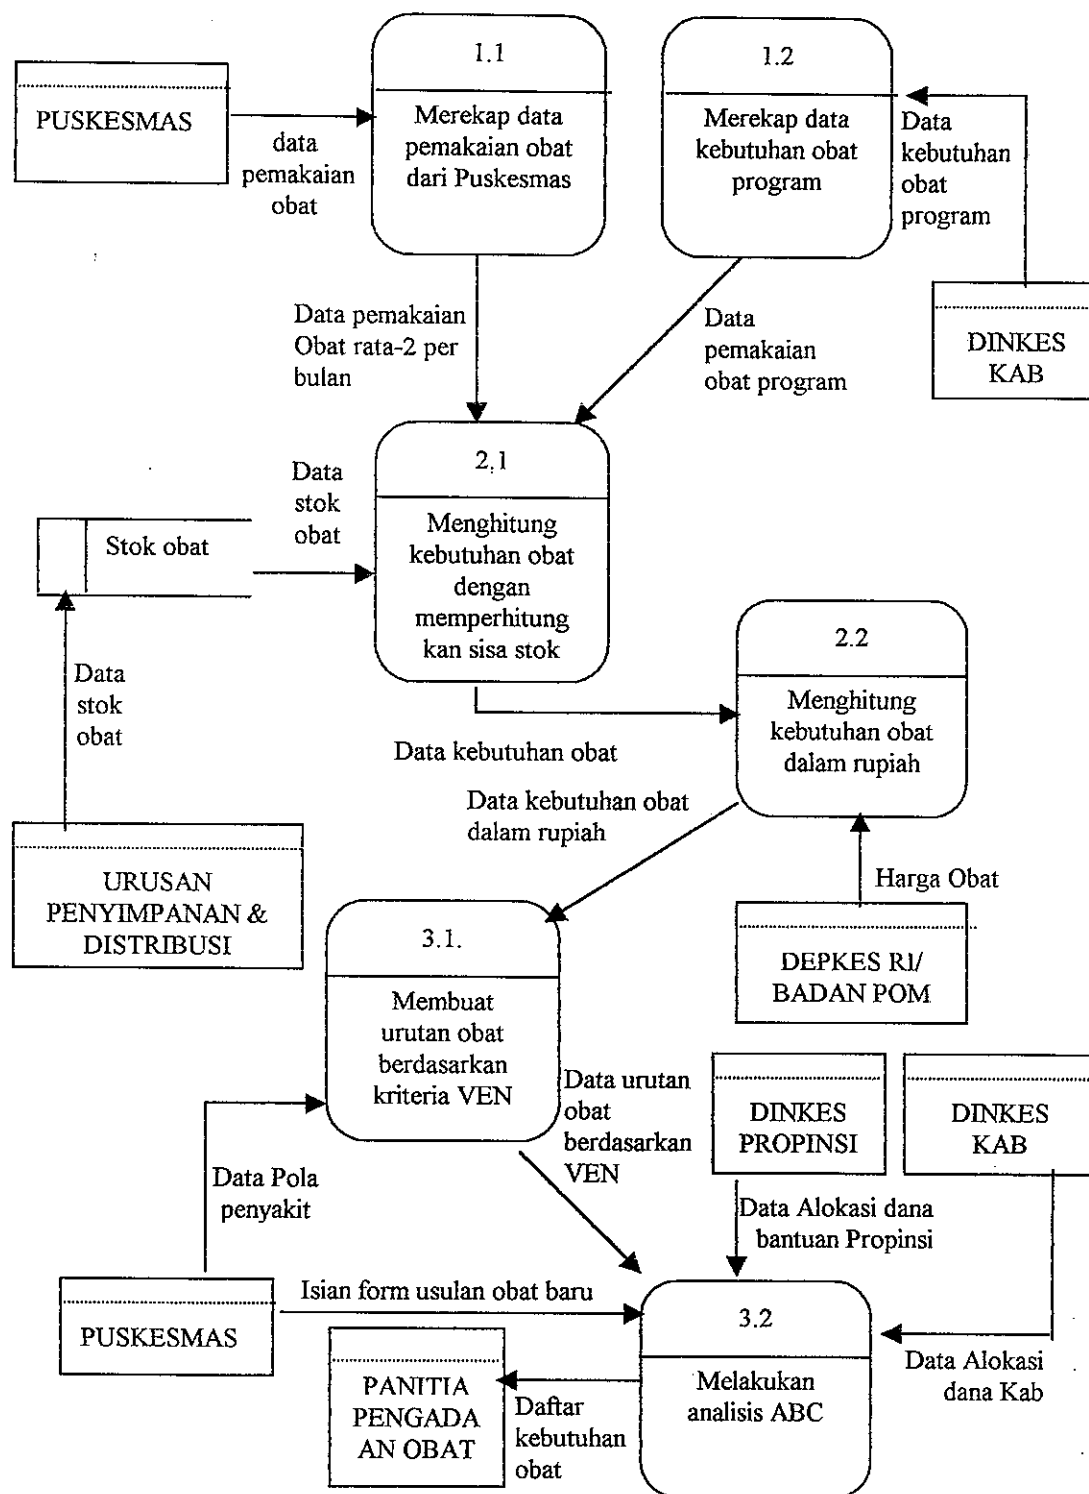 1.1
1.2
PUSKESMAS
data
pemakaian
obat
Merekap data
pemakaian obat
dari Puskesmas
Merekap data
kebutuhan obat
program
Data
kebutuhan
obat
program
Data pemakaian
Obat rata-2 per
bulan
Data
pemakaian
obat program
DINKES
KAB
2.1
Data
stok
obat
Stok obat
Menghitung
kebutuhan obat
dengan
memperhitung
kan sisa stok
2.2
Data
stok
obat
Menghitung
kebutuhan obat
dalam rupiah
Data kebutuhan obat
Data kebutuhan obat
dalam rupiah
URUSAN
PENYIMPANAN &
DISTRIBUSI
Harga Obat
3.1.
DEPKES RI/
BADAN POM
Membuat
urutan obat
berdasarkan
kriteria VEN
Data urutan
obat
berdasarkan
VEN
DINKES
PROPINSI
DINKES
KAB
Data Pola
penyakit
Data Alokasi dana
bantuan Propinsi
Isian form usulan obat baru
PUSKESMAS
3.2
Melakukan
analisis ABC
Data Alokasi
dana Kab
PANITIA
PENGADA
AN OBAT
Daftar
kebutuhan
obat